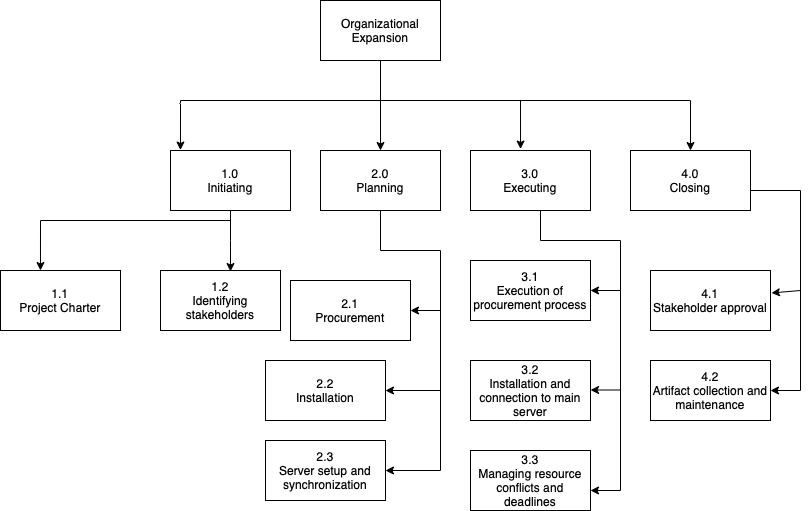 Organizational
Expansion
1.0
Initiating
2.0
Planning
3.0
Executing
4.0
Closing
1.1
Project Charter
1.2
Identifying
stakeholders
2.1
Procurement
2.2
Installation
2.3
Server setup and
synchronization
3.1
Execution of
procurement process
3.2
Installation and
connection to main
server
3.3
Managing resource
conflicts and
deadlines
4.1
Stakeholder approval
4.2
Artifact collection and
maintenance